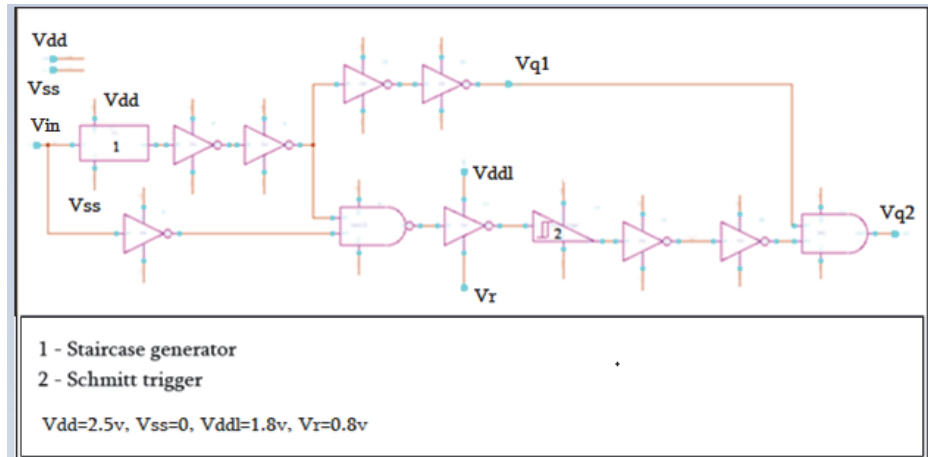 Vdd
Vss
Vdd
Vin
1
Vss
Vq1
Vddl
2
Vr
Vq2
1 - Staircase generator
2 - Schmitt trigger
Vdd=2.5v, Vss=0, Vddl=1.8v, Vr=0.8v